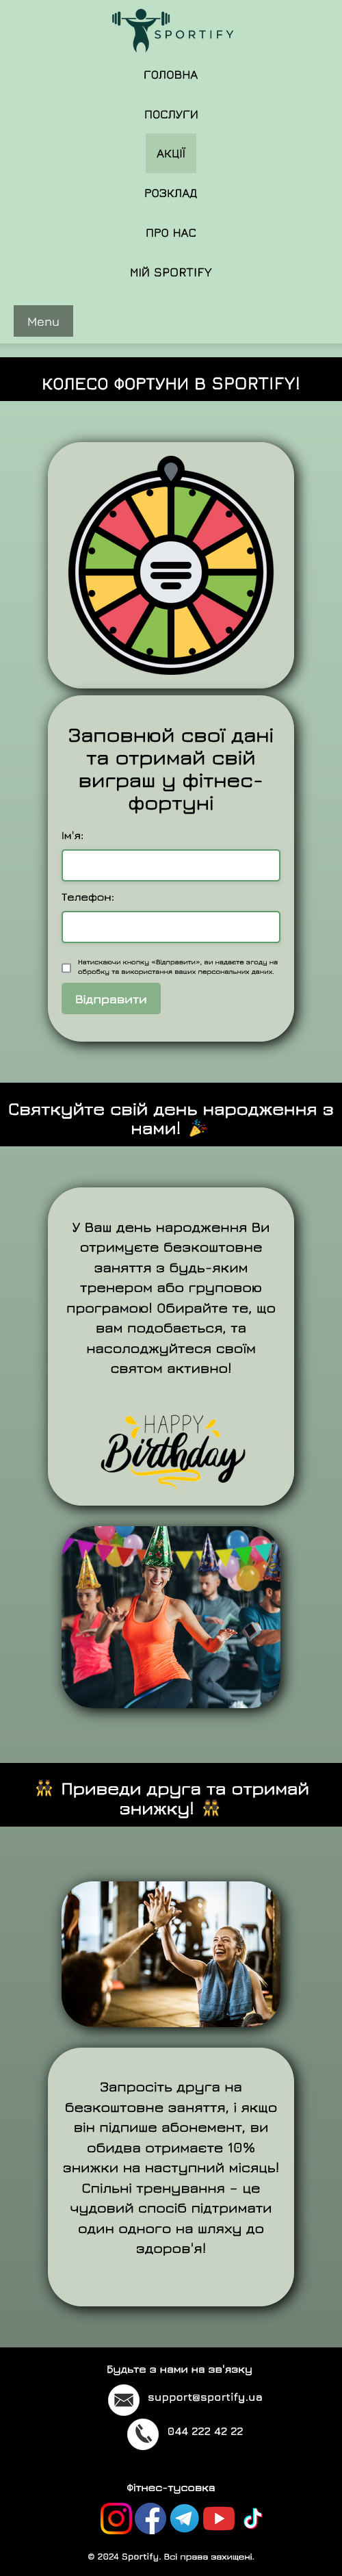 SPORTIFY
ГОЛОВНА
ПОСЛУГИ
АКЦІЇ
РОЗКЛАД
ПРО НАС
МІЙ SPORTIFY
Menu
КОЛЕСО ФОРТУНИ В SPORTIFY!
Заповнюй свої дані
та отримай свій
виграш у фітнес-
фортуні
Ім'я:
Телефон:
Натискаючи кнопку «Відправити», ви надаєте згоду на
обробку та використання ваших персональних даних.
Відправити
Святкуйте свій день народження з
нами! 🎉
У Ваш день народження Ви
отримуєте безкоштовне
заняття з будь-яким
тренером або груповою
програмою! Обирайте те, що
вам подобається, та
насолоджуйтеся своїм
святом активно!
HAPPY
Birthday
👯 Приведи друга та отримай
знижку! 👯
Запросіть друга на
безкоштовне заняття, і якщо
він підпише абонемент, ви
обидва отримаєте 10%
знижки на наступний місяць!
Спільні тренування – це
чудовий спосіб підтримати
один одного на шляху до
здоров'я!
Будьте з нами на зв'язку
support@sportify.ua
044 222 42 22
Фітнес-тусовка
© 2024 Sportify. Всі права захищені.